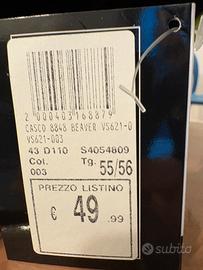 2 000403 168879
CASCO 8848 BEAVER VS621-0
VS621-003
43 D110 S4054809
Col. Tg. 55/56
003
PREZZO LISTINO
€ 49 .99
subito